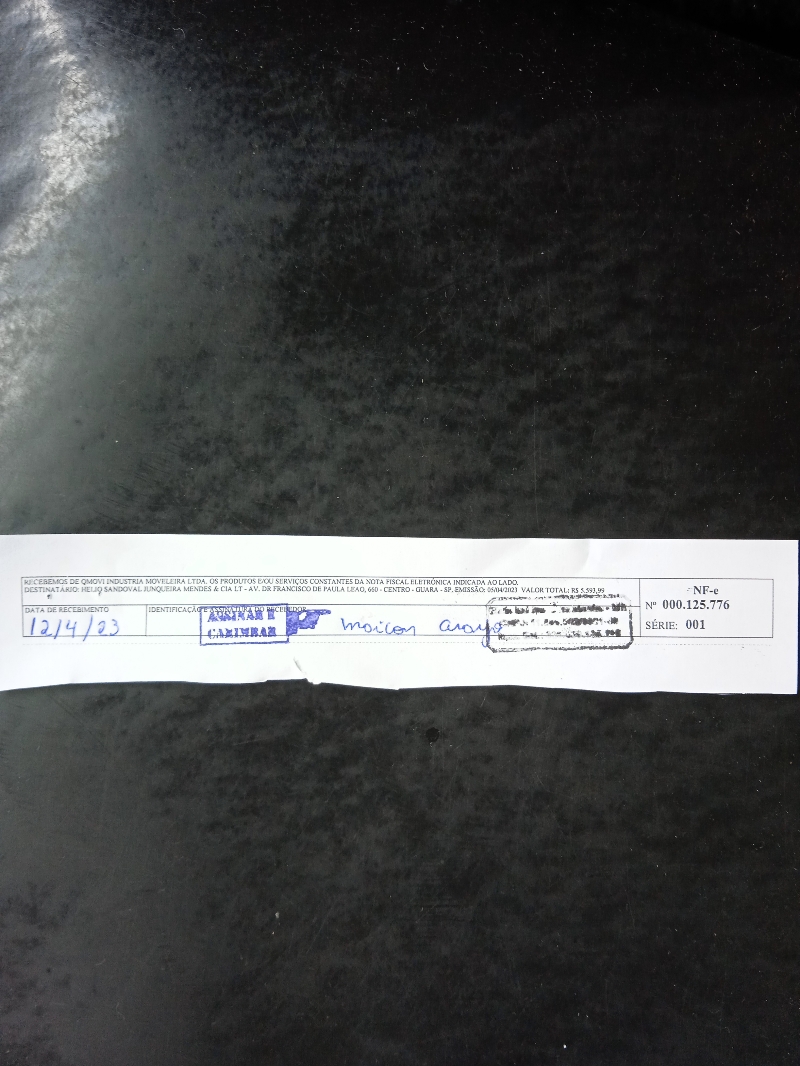 RECEBEMOS DE QMOVI INDUSTRIA MOVELEIRA LTDA. OS PRODUTOS E/OU SERVIÇOS CONSTANTES DA NOTA FISCAL ELETRÔNICA INDICADA AO LADO.
DESTINATÁRIO: HELIO SANDOVAL JUNQUEIRA MENDES & CIA LT - AV. DR FRANCISCO DE PAULA LEAO, 660 - CENTRO - GUARA - SP. EMISSÃO: 05/04/2023 VALOR TOTAL: R$ 5.593,99
DATA DE RECEBIMENTO
12/4/23
IDENTIFICAÇÃO E ASSINATURA DO RECEBEDOR
ASSINAR E
CARIMBAR
Maicon Araujo
NF-e
Nº 000.125.776
SÉRIE: 001